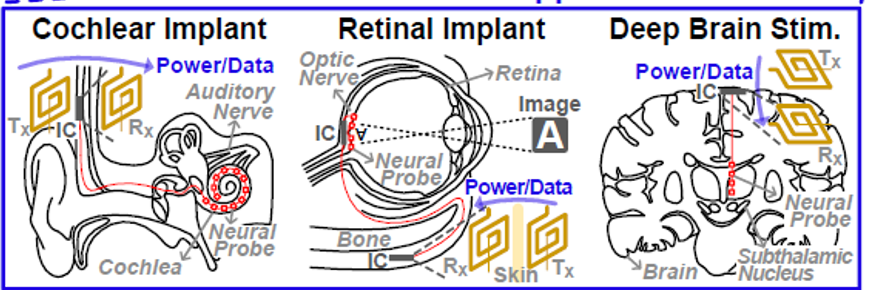 Cochlear Implant
Power/Data
Auditory
Nerve
Tx
IC
Rx
Neural
Probe
Cochlea
Retinal Implant
Optic
Nerve
Retina
Image
IC
A
A
Neural
Probe
Power/Data
Bone
IC
Rx
Skin
Tx
Deep Brain Stim.
Power/Data
Tx
IC
Rx
Neural
Probe
Subthalamic
Nucleus
Brain